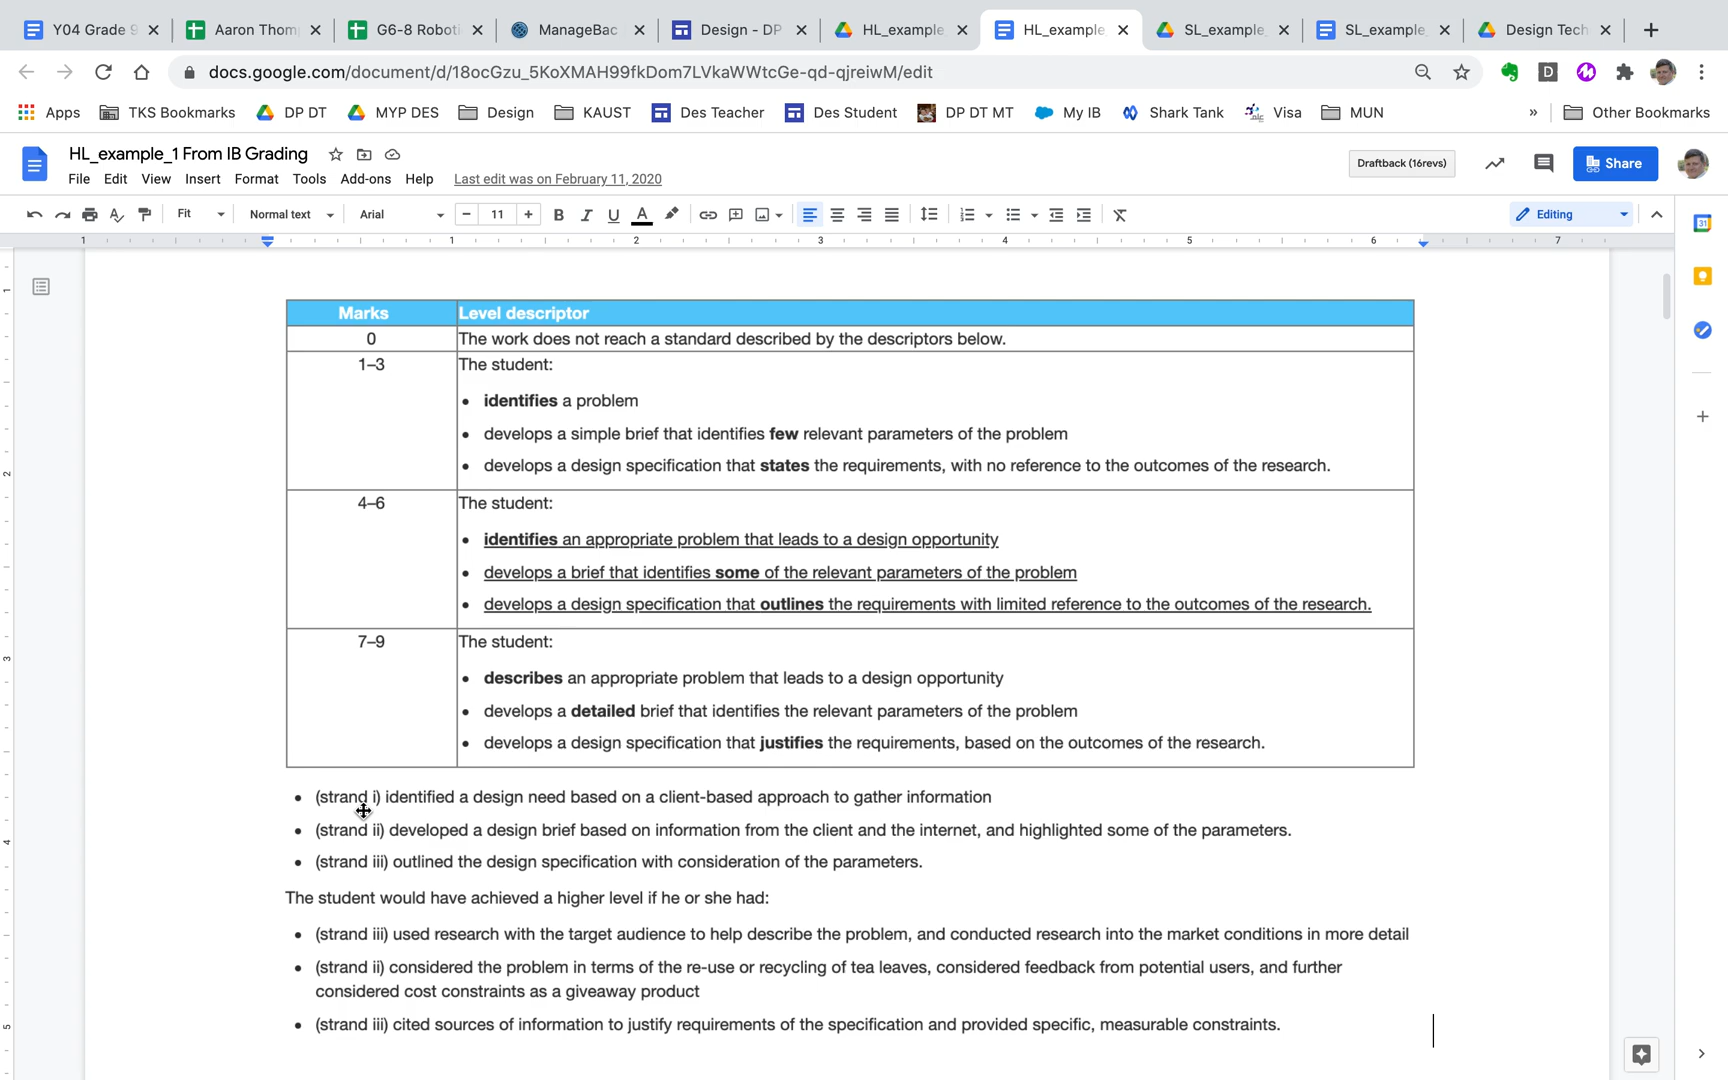 Y04 Grade 9
Aaron Thom
G6-8 Roboti
ManageBac
Design - DP
HL_example
HL_example
SL_example
SL_example
Design Tech
docs.google.com/document/d/18ocGzu_5KoXMAH99fkDom7LVkaWWtcGe-qd-qjreiwM/edit
Apps TKS Bookmarks DP DT MYP DES Design KAUST Des Teacher Des Student DP DT MT My IB Shark Tank Visa MUN » Other Bookmarks
HL_example_1 From IB Grading
Draftback (16revs)
Share
File Edit View Insert Format Tools Add-ons Help Last edit was on February 11, 2020
Fit Normal text Arial − 11 + B I U A Editing
1 1 2 3 4 5 6 7
Marks Level descriptor
0 The work does not reach a standard described by the descriptors below.
1–3 The student:
• identifies a problem
• develops a simple brief that identifies few relevant parameters of the problem
• develops a design specification that states the requirements, with no reference to the outcomes of the research.
4–6 The student:
• identifies an appropriate problem that leads to a design opportunity
• develops a brief that identifies some of the relevant parameters of the problem
• develops a design specification that outlines the requirements with limited reference to the outcomes of the research.
7–9 The student:
• describes an appropriate problem that leads to a design opportunity
• develops a detailed brief that identifies the relevant parameters of the problem
• develops a design specification that justifies the requirements, based on the outcomes of the research.
• (strand i) identified a design need based on a client-based approach to gather information
• (strand ii) developed a design brief based on information from the client and the internet, and highlighted some of the parameters.
• (strand iii) outlined the design specification with consideration of the parameters.
The student would have achieved a higher level if he or she had:
• (strand iii) used research with the target audience to help describe the problem, and conducted research into the market conditions in more detail
• (strand ii) considered the problem in terms of the re-use or recycling of tea leaves, considered feedback from potential users, and further
considered cost constraints as a giveaway product
• (strand iii) cited sources of information to justify requirements of the specification and provided specific, measurable constraints.
1
2
3
4
5
31